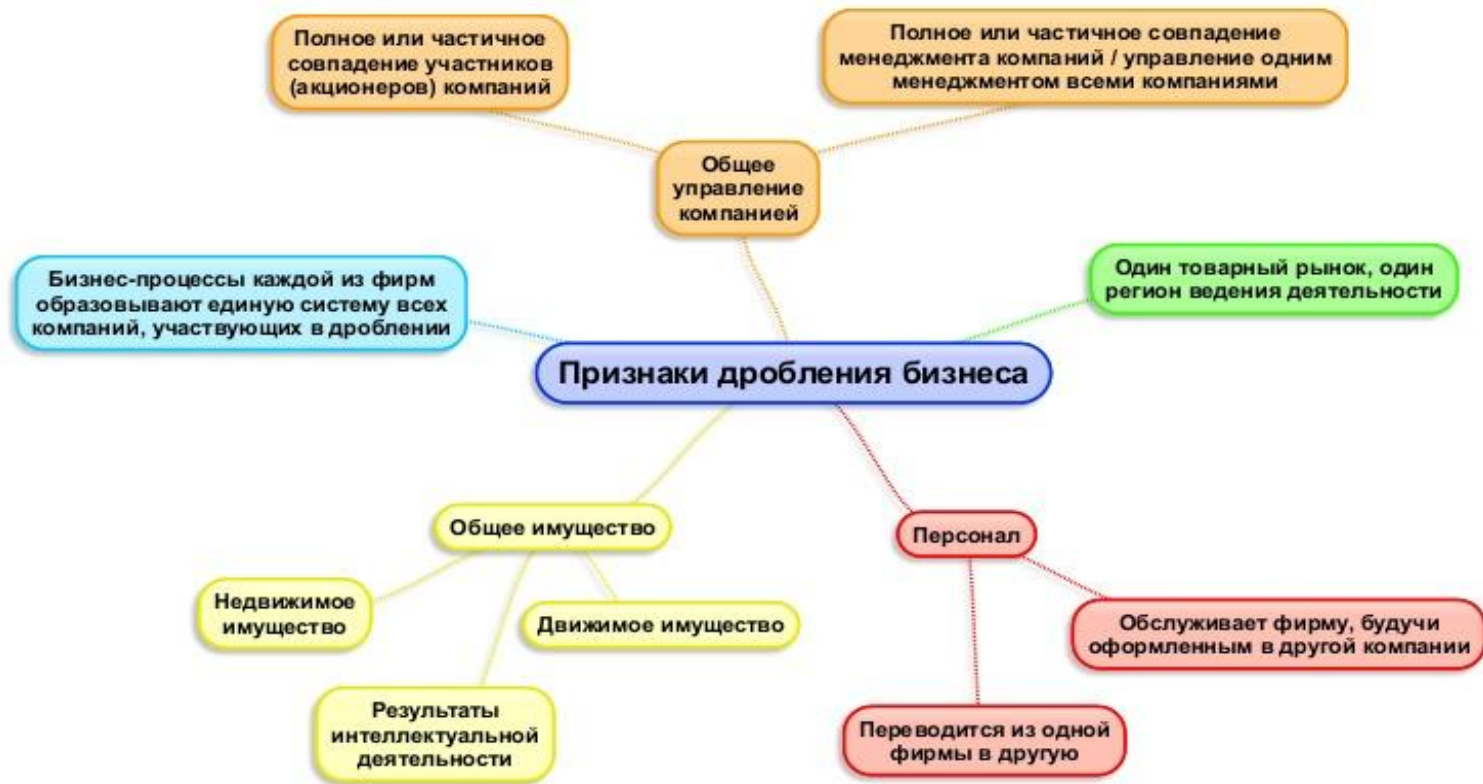 Полное или частичное
совпадение участников
(акционеров) компаний
Полное или частичное совпадение
менеджмента компаний / управление одним
менеджментом всеми компаниями
Общее
управление
компанией
Бизнес-процессы каждой из фирм
образовывают единую систему всех
компаний, участвующих в дроблении
Один товарный рынок, один
регион ведения деятельности
Признаки дробления бизнеса
Общее имущество
Недвижимое
имущество
Движимое имущество
Результаты
интеллектуальной
деятельности
Персонал
Обслуживает фирму, будучи
оформленным в другой компании
Переводится из одной
фирмы в другую